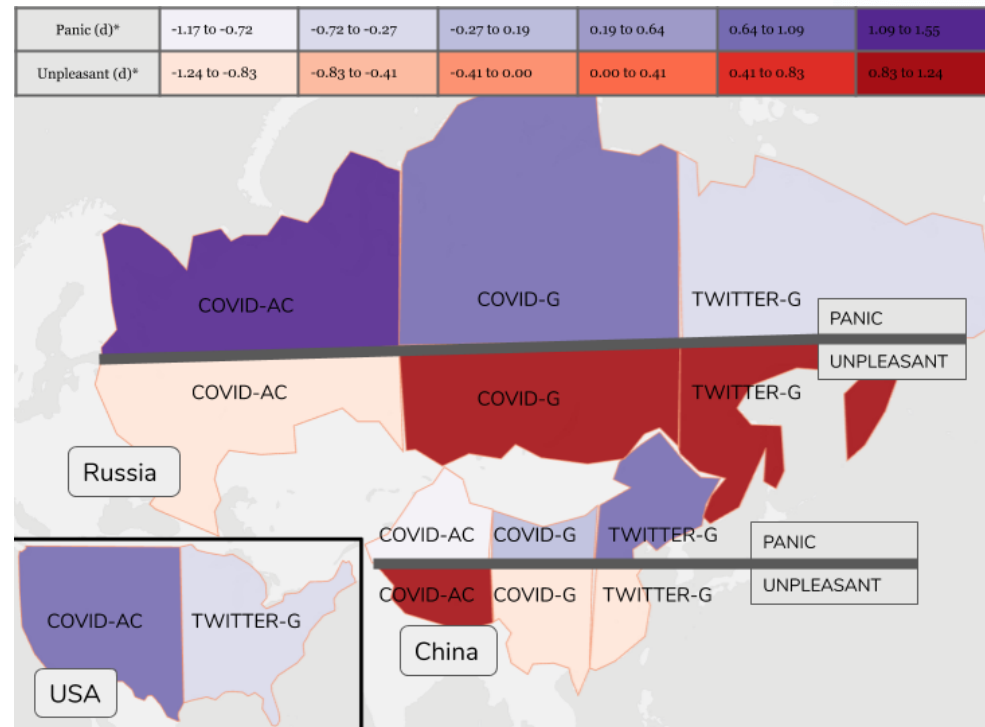 Panic (d)* -1.17 to -0.72 -0.72 to -0.27 -0.27 to 0.19 0.19 to 0.64 0.64 to 1.09 1.09 to 1.55
Unpleasant (d)* -1.24 to -0.83 -0.83 to -0.41 -0.41 to 0.00 0.00 to 0.41 0.41 to 0.83 0.83 to 1.24
COVID-AC COVID-G TWITTER-G
PANIC
UNPLEASANT
COVID-AC COVID-G TWITTER-G
Russia
COVID-AC COVID-G TWITTER-G
PANIC
UNPLEASANT
COVID-AC COVID-G TWITTER-G
China
COVID-AC TWITTER-G
USA